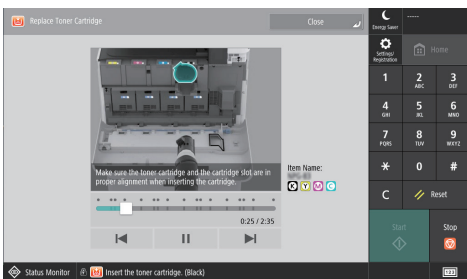 Replace Toner Cartridge
Close
Energy Saver
-----
Settings/
Registration
Home
1
2
ABC
3
DEF
4
GHI
5
JKL
6
MNO
7
PQRS
8
TUV
9
WXYZ
0
#
C
Reset
Start
Stop
Make sure the toner cartridge and the cartridge slot are in
proper alignment when inserting the cartridge.
Item Name:
K Y M C
0:25 / 2:35
Status Monitor
Insert the toner cartridge. (Black)
123